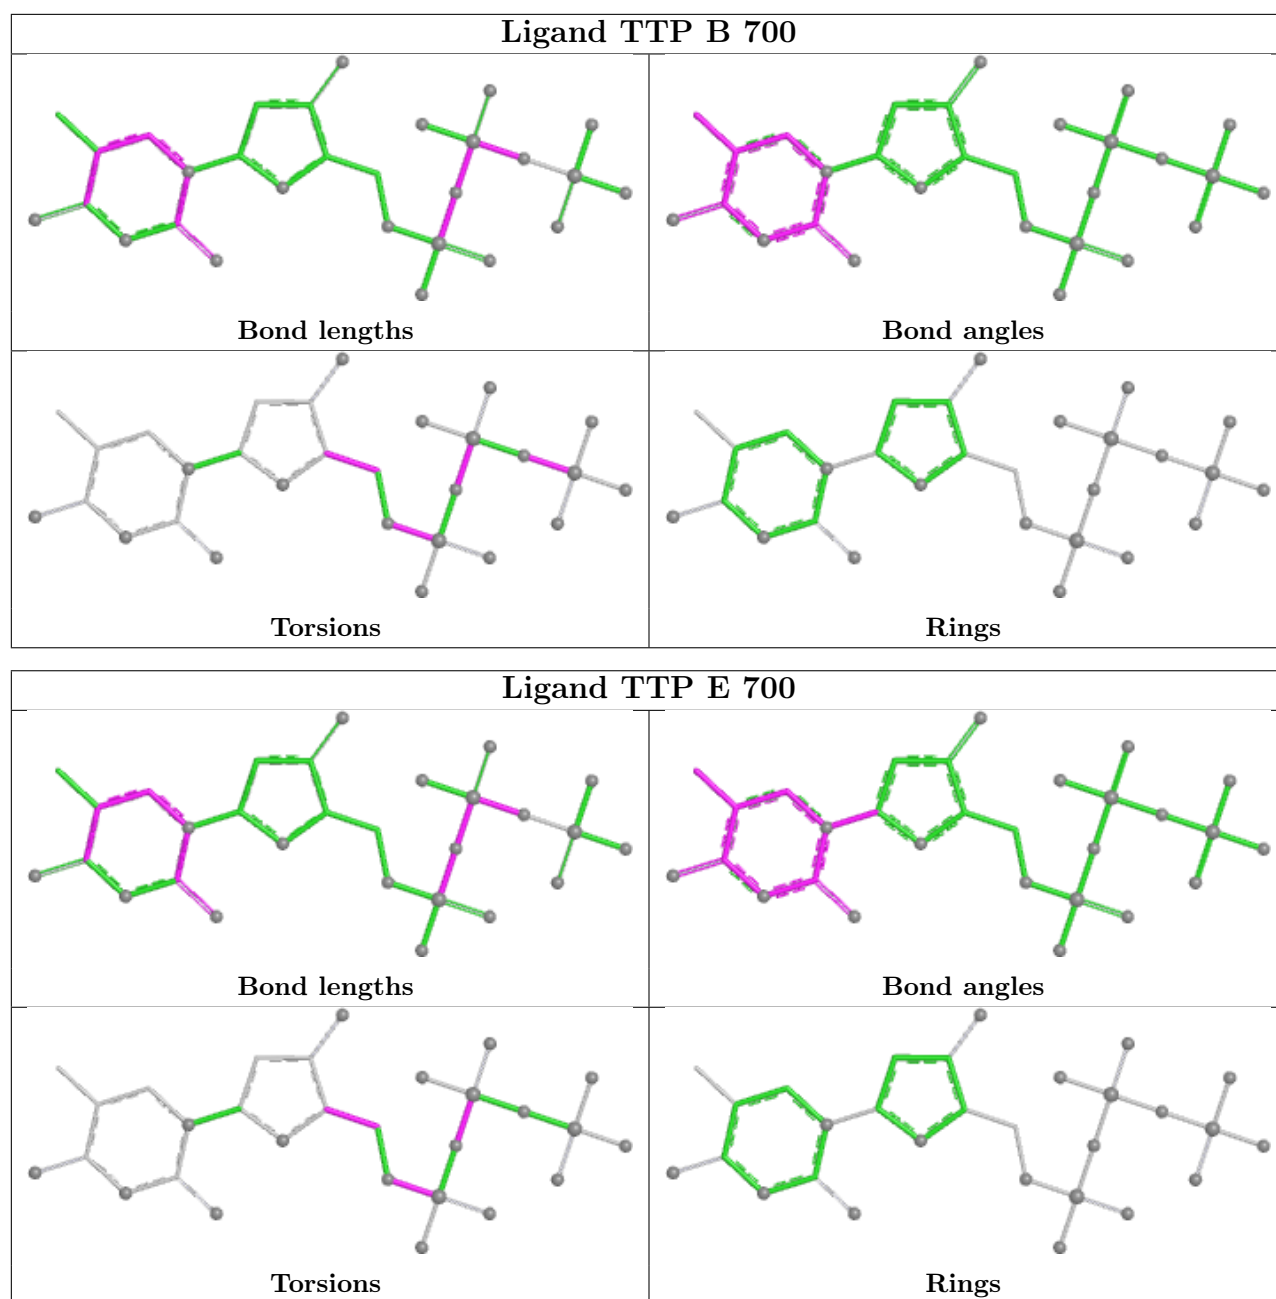 Ligand TTP B 700
Bond lengths
Bond angles
Torsions
Rings
Ligand TTP E 700
Bond lengths
Bond angles
Torsions
Rings